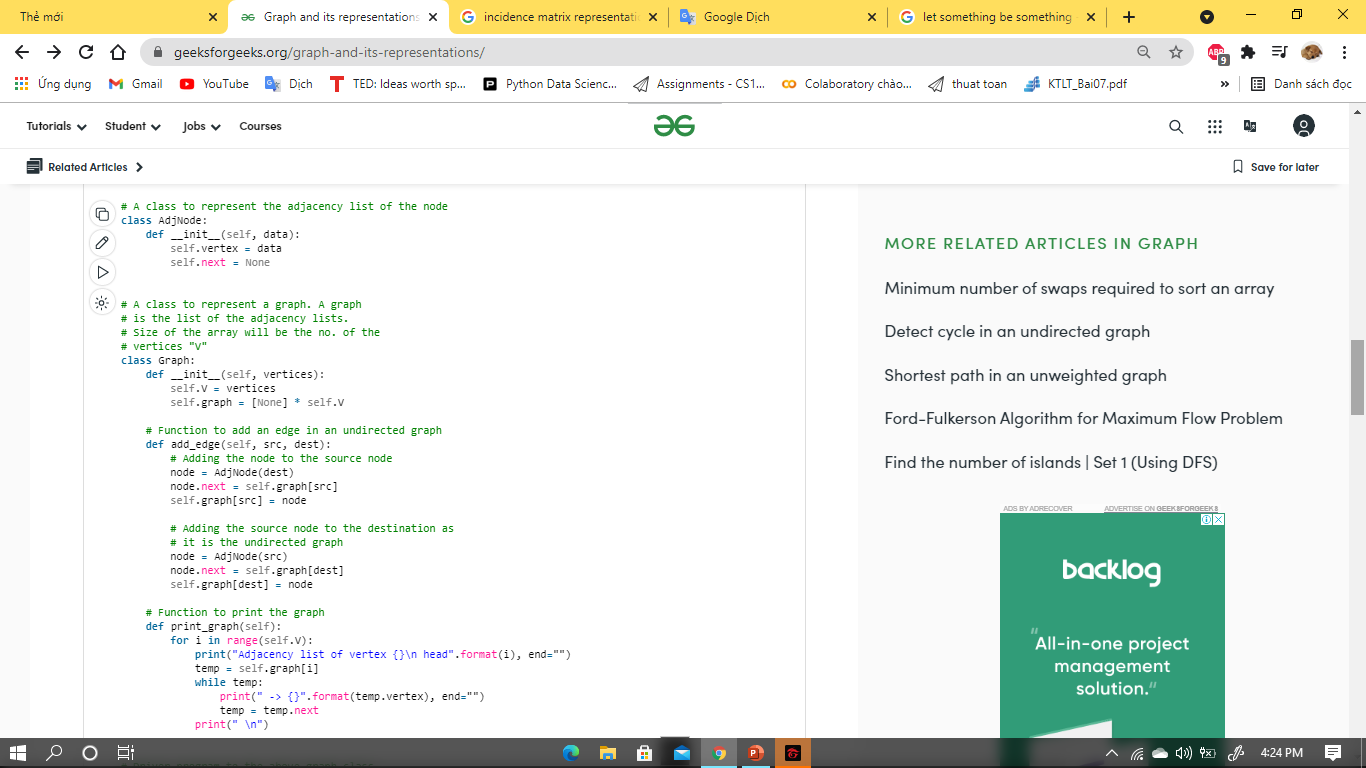 Thẻ mới
Graph and its representations
incidence matrix representati
Google Dịch
let something be something
geeksforgeeks.org/graph-and-its-representations/
ABP
9
Ứng dụng
Gmail
YouTube
Dịch
TED: Ideas worth sp...
Python Data Scienc...
Assignments - CS1...
Colaboratory chào...
thuat toan
KTLT_Bai07.pdf
»
Danh sách đọc
Tutorials
Student
Jobs
Courses
Related Articles
Save for later
# A class to represent the adjacency list of the node
class AdjNode:
    def __init__(self, data):
        self.vertex = data
        self.next = None
# A class to represent a graph. A graph
# is the list of the adjacency lists.
# Size of the array will be the no. of the
# vertices "V"
class Graph:
    def __init__(self, vertices):
        self.V = vertices
        self.graph = [None] * self.V
    # Function to add an edge in an undirected graph
    def add_edge(self, src, dest):
        # Adding the node to the source node
        node = AdjNode(dest)
        node.next = self.graph[src]
        self.graph[src] = node
        # Adding the source node to the destination as
        # it is the undirected graph
        node = AdjNode(src)
        node.next = self.graph[dest]
        self.graph[dest] = node
    # Function to print the graph
    def print_graph(self):
        for i in range(self.V):
            print("Adjacency list of vertex {}\n head".format(i), end="")
            temp = self.graph[i]
            while temp:
                print(" -> {}".format(temp.vertex), end="")
                temp = temp.next
            print(" \n")
MORE RELATED ARTICLES IN GRAPH
Minimum number of swaps required to sort an array
Detect cycle in an undirected graph
Shortest path in an unweighted graph
Ford-Fulkerson Algorithm for Maximum Flow Problem
Find the number of islands | Set 1 (Using DFS)
ADS BY ADRECOVER
ADVERTISE ON GEEKSFORGEEKS
backlog
"All-in-one project
management
solution."
4:24 PM